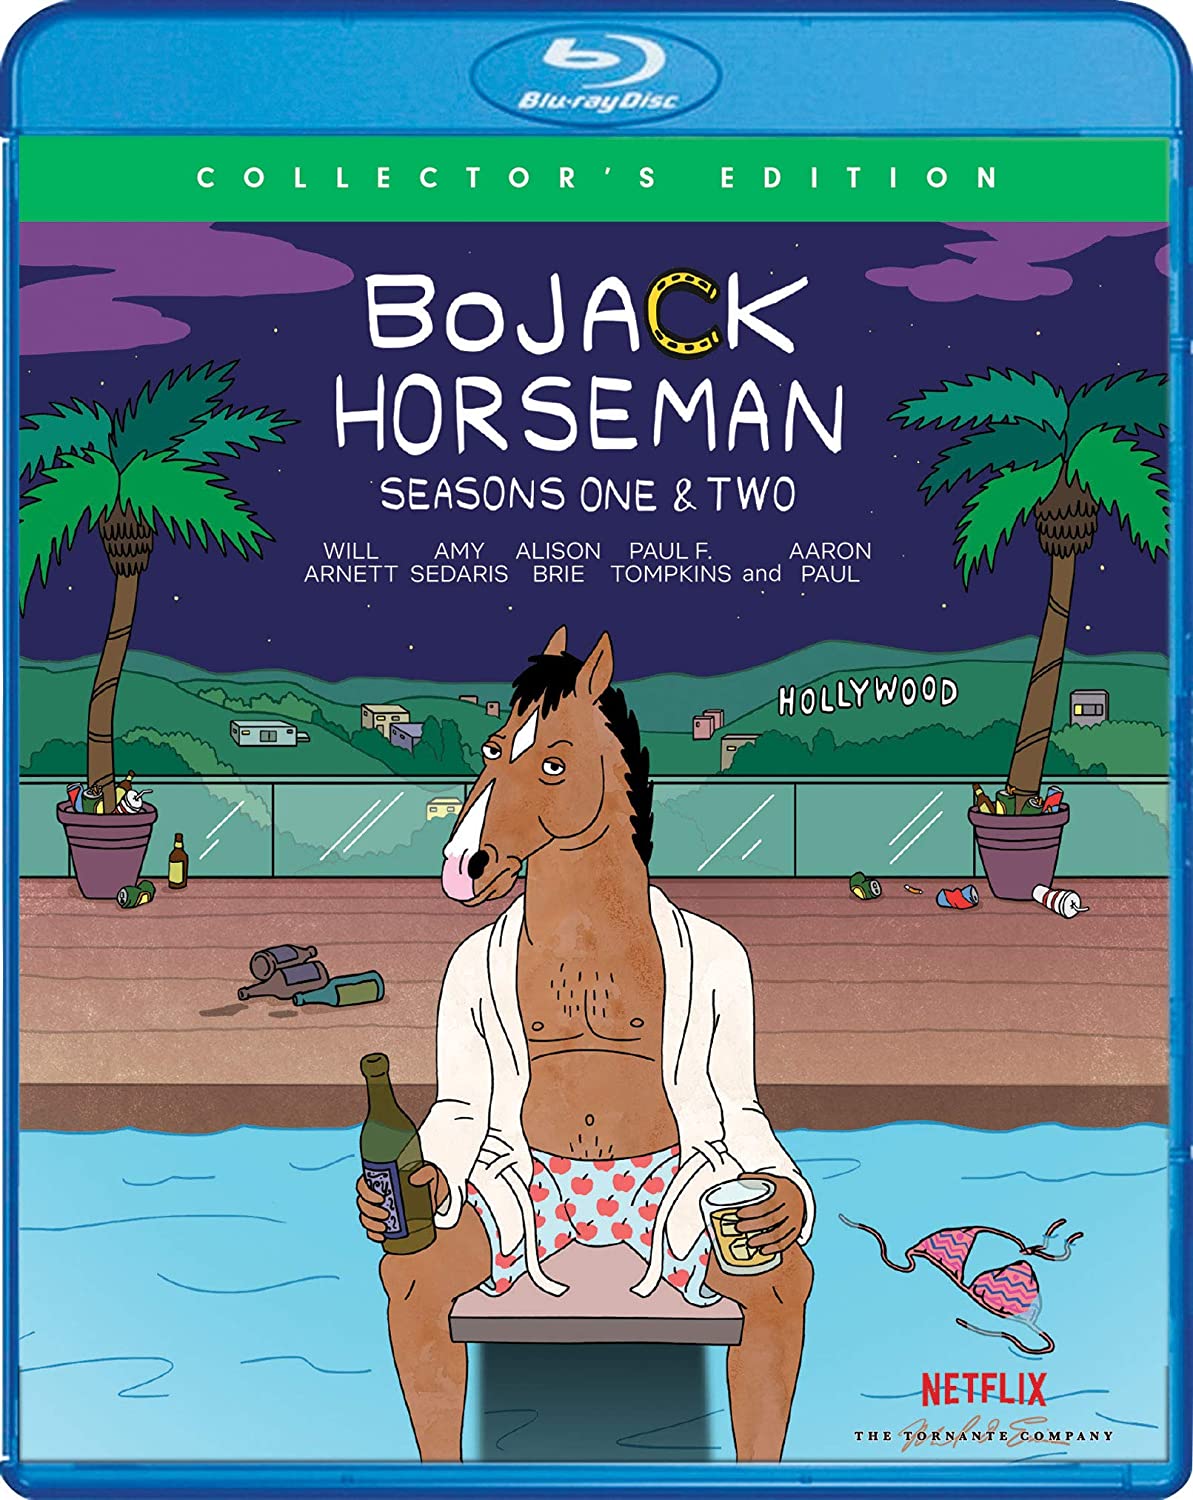 Blu-ray Disc
COLLECTOR'S EDITION
BOJACK
HORSEMAN
SEASONS ONE & TWO
WILL ARNETT AMY SEDARIS ALISON BRIE PAUL F. TOMPKINS and AARON PAUL
HOLLYWOOD
NETFLIX
THE TORNANTE COMPANY